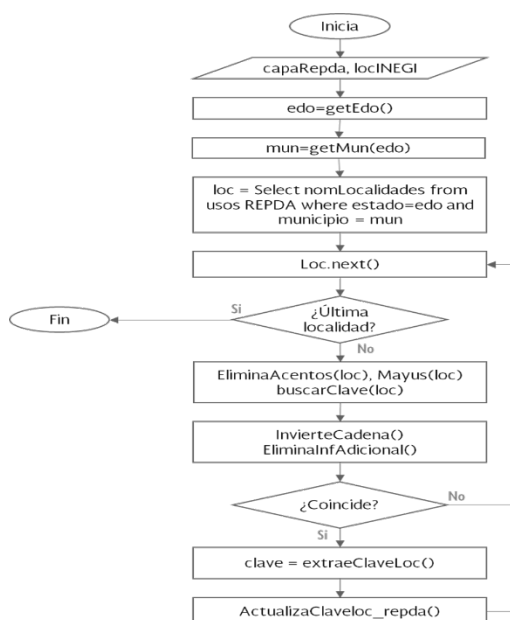 Inicia
capaRepda, locINEGI
edo=getEdo()
mun=getMun(edo)
loc = Select nomLocalidades from
usos REPDA where estado=edo and
municipio = mun
Loc.next()
¿Última
localidad?
Si
Fin
No
EliminaAcentos(loc), Mayus(loc)
buscarClave(loc)
InvierteCadena()
EliminaInfAdicional()
¿Coincide?
No
Si
clave = extraeClaveLoc()
ActualizaClaveloc_repda()